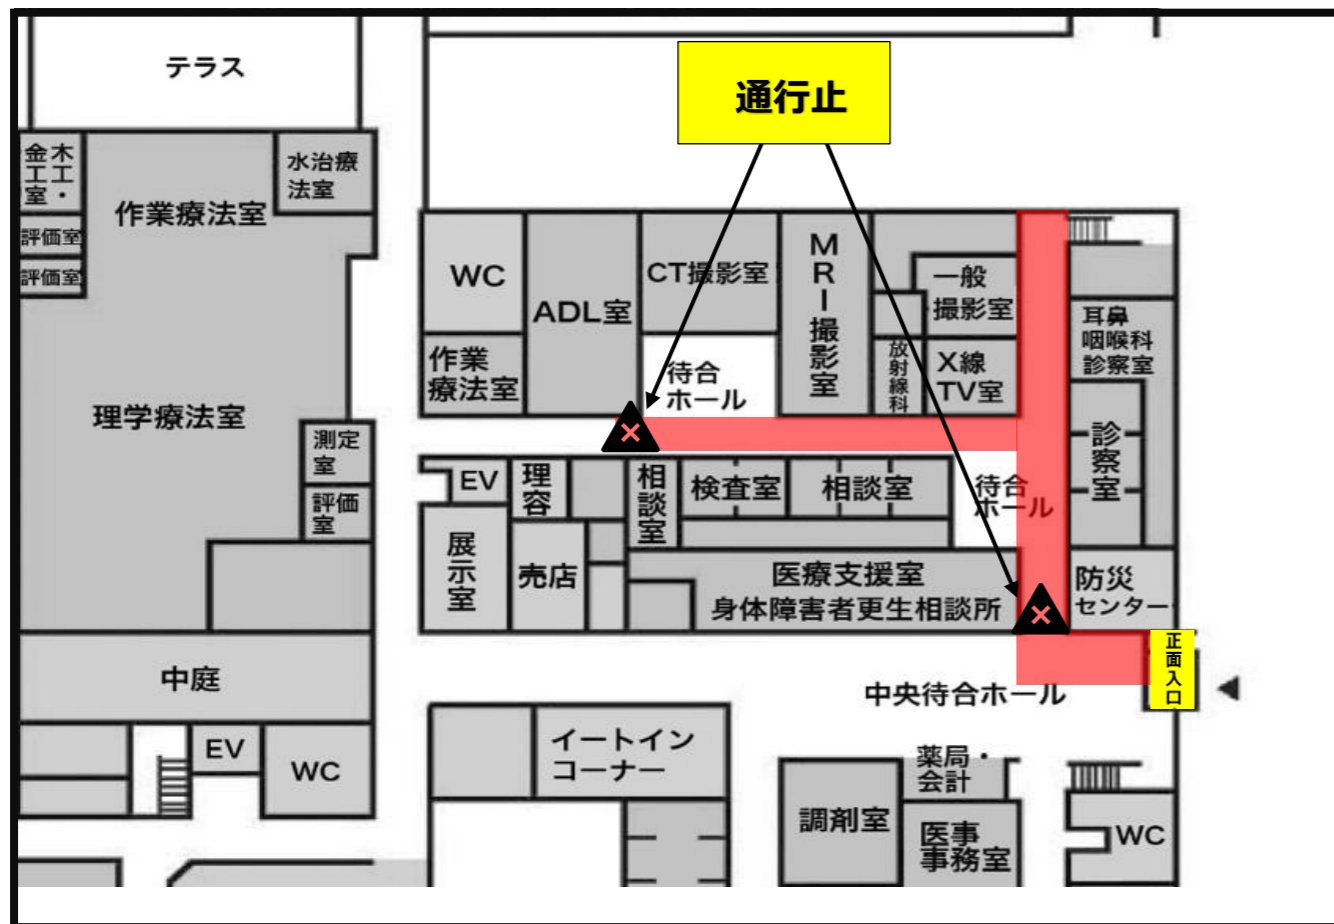 テラス
通行止
木工・
金工室
水治療
法室
作業療法室
評価室
評価室
WC
ADL室
CT撮影室
MRI撮影室
一般
撮影室
耳鼻
咽喉科
診察室
作業
療法室
待合
ホール
放射線科
X線
TV室
理学療法室
測定
室
評価
室
EV
理容
相談室
検査室
相談室
待合
ホール
診察室
展示室
売店
医療支援室
身体障害者更生相談所
防災
センター
正面入口
中庭
中央待合ホール
EV
WC
イートイン
コーナー
薬局・
会計
調剤室
医事
事務室
WC